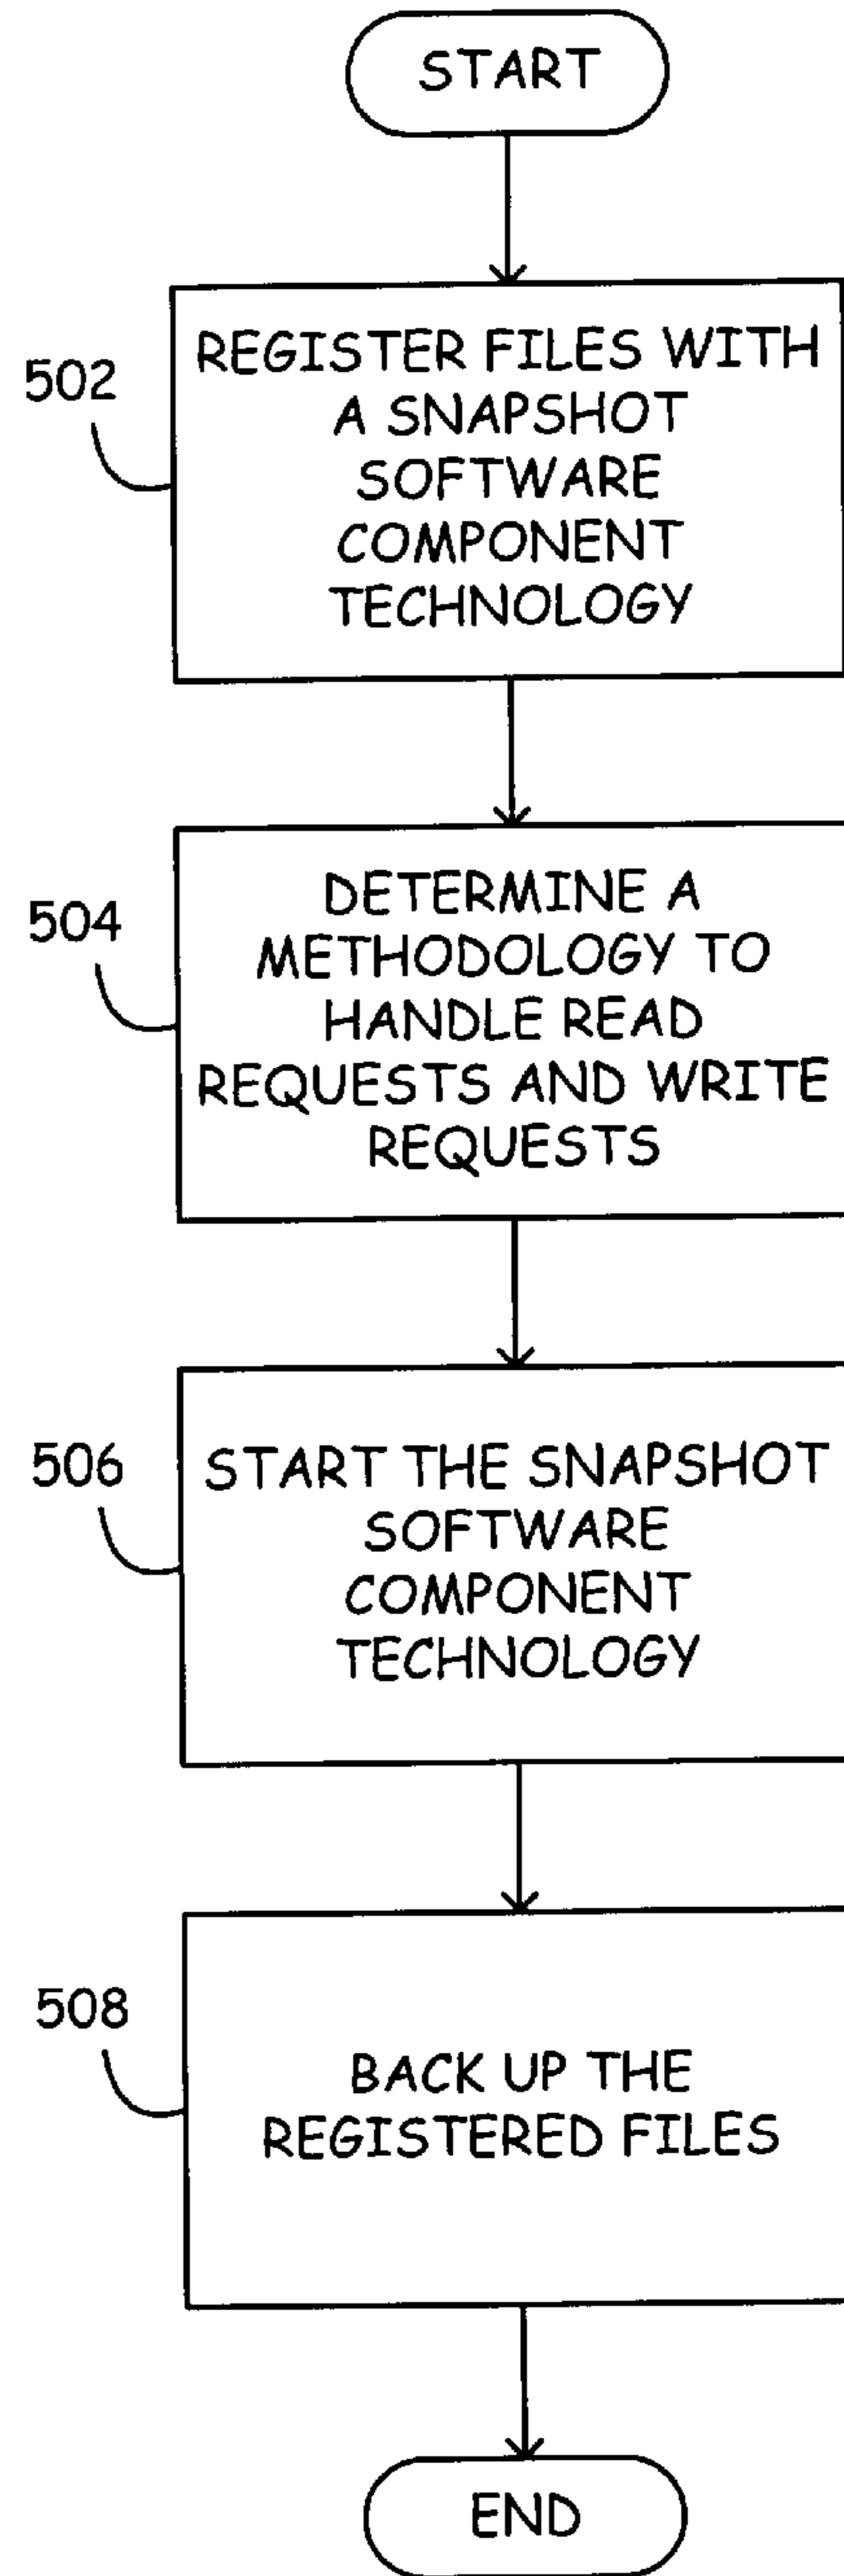 START
502
REGISTER FILES WITH
A SNAPSHOT
SOFTWARE
COMPONENT
TECHNOLOGY
504
DETERMINE A
METHODOLOGY TO
HANDLE READ
REQUESTS AND WRITE
REQUESTS
506
START THE SNAPSHOT
SOFTWARE
COMPONENT
TECHNOLOGY
508
BACK UP THE
REGISTERED FILES
END